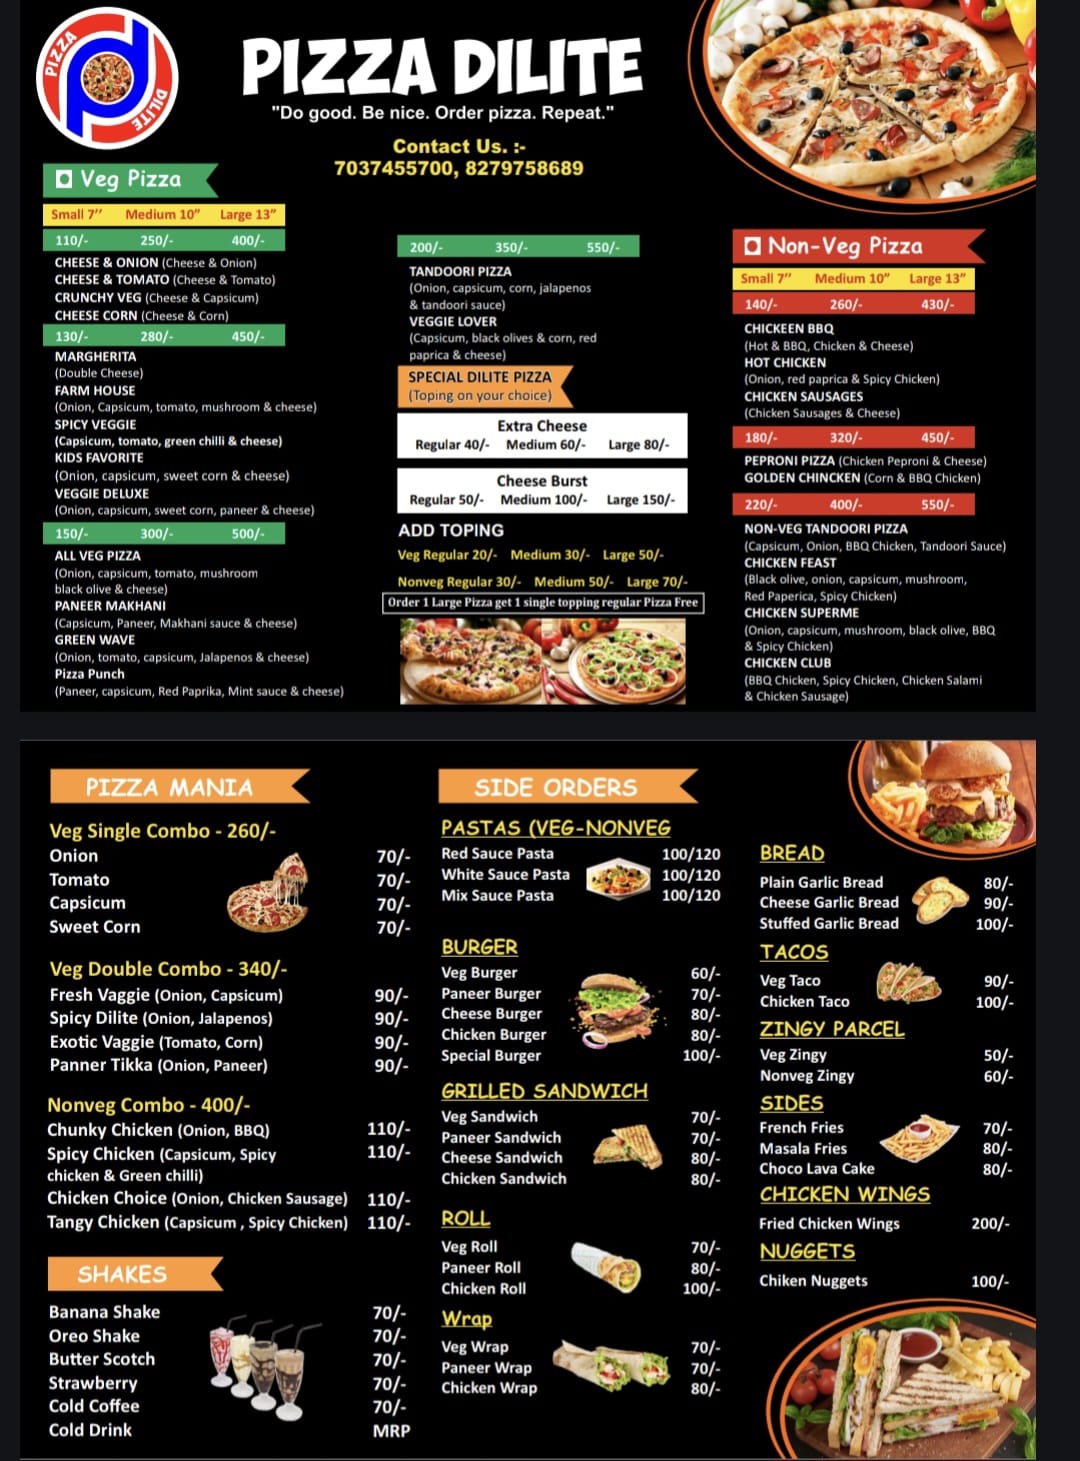 PIZZA
DILITE
PIZZA DILITE
"Do good. Be nice. Order pizza. Repeat."
Contact Us. :-
7037455700, 8279758689
Veg Pizza
Small 7’’ Medium 10” Large 13”
110/- 250/- 400/-
CHEESE & ONION (Cheese & Onion)
CHEESE & TOMATO (Cheese & Tomato)
CRUNCHY VEG (Cheese & Capsicum)
CHEESE CORN (Cheese & Corn)
130/- 280/- 450/-
MARGHERITA
(Double Cheese)
FARM HOUSE
(Onion, Capsicum, tomato, mushroom & cheese)
SPICY VEGGIE
(Capsicum, tomato, green chilli & cheese)
KIDS FAVORITE
(Onion, capsicum, sweet corn & cheese)
VEGGIE DELUXE
(Onion, capsicum, sweet corn, paneer & cheese)
150/- 300/- 500/-
ALL VEG PIZZA
(Onion, capsicum, tomato, mushroom
black olive & cheese)
PANEER MAKHANI
(Capsicum, Paneer, Makhani sauce & cheese)
GREEN WAVE
(Onion, tomato, capsicum, Jalapenos & cheese)
Pizza Punch
(Paneer, capsicum, Red Paprika, Mint sauce & cheese)
200/- 350/- 550/-
TANDOORI PIZZA
(Onion, capsicum, corn, jalapenos
& tandoori sauce)
VEGGIE LOVER
(Capsicum, black olives & corn, red
paprica & cheese)
SPECIAL DILITE PIZZA
(Toping on your choice)
Extra Cheese
Regular 40/- Medium 60/- Large 80/-
Cheese Burst
Regular 50/- Medium 100/- Large 150/-
ADD TOPING
Veg Regular 20/- Medium 30/- Large 50/-
Nonveg Regular 30/- Medium 50/- Large 70/-
Order 1 Large Pizza get 1 single topping regular Pizza Free
Non-Veg Pizza
Small 7’’ Medium 10” Large 13”
140/- 260/- 430/-
CHICKEEN BBQ
(Hot & BBQ, Chicken & Cheese)
HOT CHICKEN
(Onion, red paprica & Spicy Chicken)
CHICKEN SAUSAGES
(Chicken Sausages & Cheese)
180/- 320/- 450/-
PEPRONI PIZZA (Chicken Peproni & Cheese)
GOLDEN CHINCKEN (Corn & BBQ Chicken)
220/- 400/- 550/-
NON-VEG TANDOORI PIZZA
(Capsicum, Onion, BBQ Chicken, Tandoori Sauce)
CHICKEN FEAST
(Black olive, onion, capsicum, mushroom,
Red Paperica, Spicy Chicken)
CHICKEN SUPERME
(Onion, capsicum, mushroom, black olive, BBQ
& Spicy Chicken)
CHICKEN CLUB
(BBQ Chicken, Spicy Chicken, Chicken Salami
& Chicken Sausage)
PIZZA MANIA
Veg Single Combo - 260/-
Onion 70/-
Tomato 70/-
Capsicum 70/-
Sweet Corn 70/-
Veg Double Combo - 340/-
Fresh Vaggie (Onion, Capsicum) 90/-
Spicy Dilite (Onion, Jalapenos) 90/-
Exotic Vaggie (Tomato, Corn) 90/-
Panner Tikka (Onion, Paneer) 90/-
Nonveg Combo - 400/-
Chunky Chicken (Onion, BBQ) 110/-
Spicy Chicken (Capsicum, Spicy 110/-
chicken & Green chilli)
Chicken Choice (Onion, Chicken Sausage) 110/-
Tangy Chicken (Capsicum , Spicy Chicken) 110/-
SHAKES
Banana Shake 70/-
Oreo Shake 70/-
Butter Scotch 70/-
Strawberry 70/-
Cold Coffee 70/-
Cold Drink MRP
SIDE ORDERS
PASTAS (VEG-NONVEG
Red Sauce Pasta 100/120
White Sauce Pasta 100/120
Mix Sauce Pasta 100/120
BURGER
Veg Burger 60/-
Paneer Burger 70/-
Cheese Burger 80/-
Chicken Burger 80/-
Special Burger 100/-
GRILLED SANDWICH
Veg Sandwich 70/-
Paneer Sandwich 70/-
Cheese Sandwich 80/-
Chicken Sandwich 80/-
ROLL
Veg Roll 70/-
Paneer Roll 80/-
Chicken Roll 100/-
Wrap
Veg Wrap 70/-
Paneer Wrap 70/-
Chicken Wrap 80/-
BREAD
Plain Garlic Bread 80/-
Cheese Garlic Bread 90/-
Stuffed Garlic Bread 100/-
TACOS
Veg Taco 90/-
Chicken Taco 100/-
ZINGY PARCEL
Veg Zingy 50/-
Nonveg Zingy 60/-
SIDES
French Fries 70/-
Masala Fries 80/-
Choco Lava Cake 80/-
CHICKEN WINGS
Fried Chicken Wings 200/-
NUGGETS
Chiken Nuggets 100/-